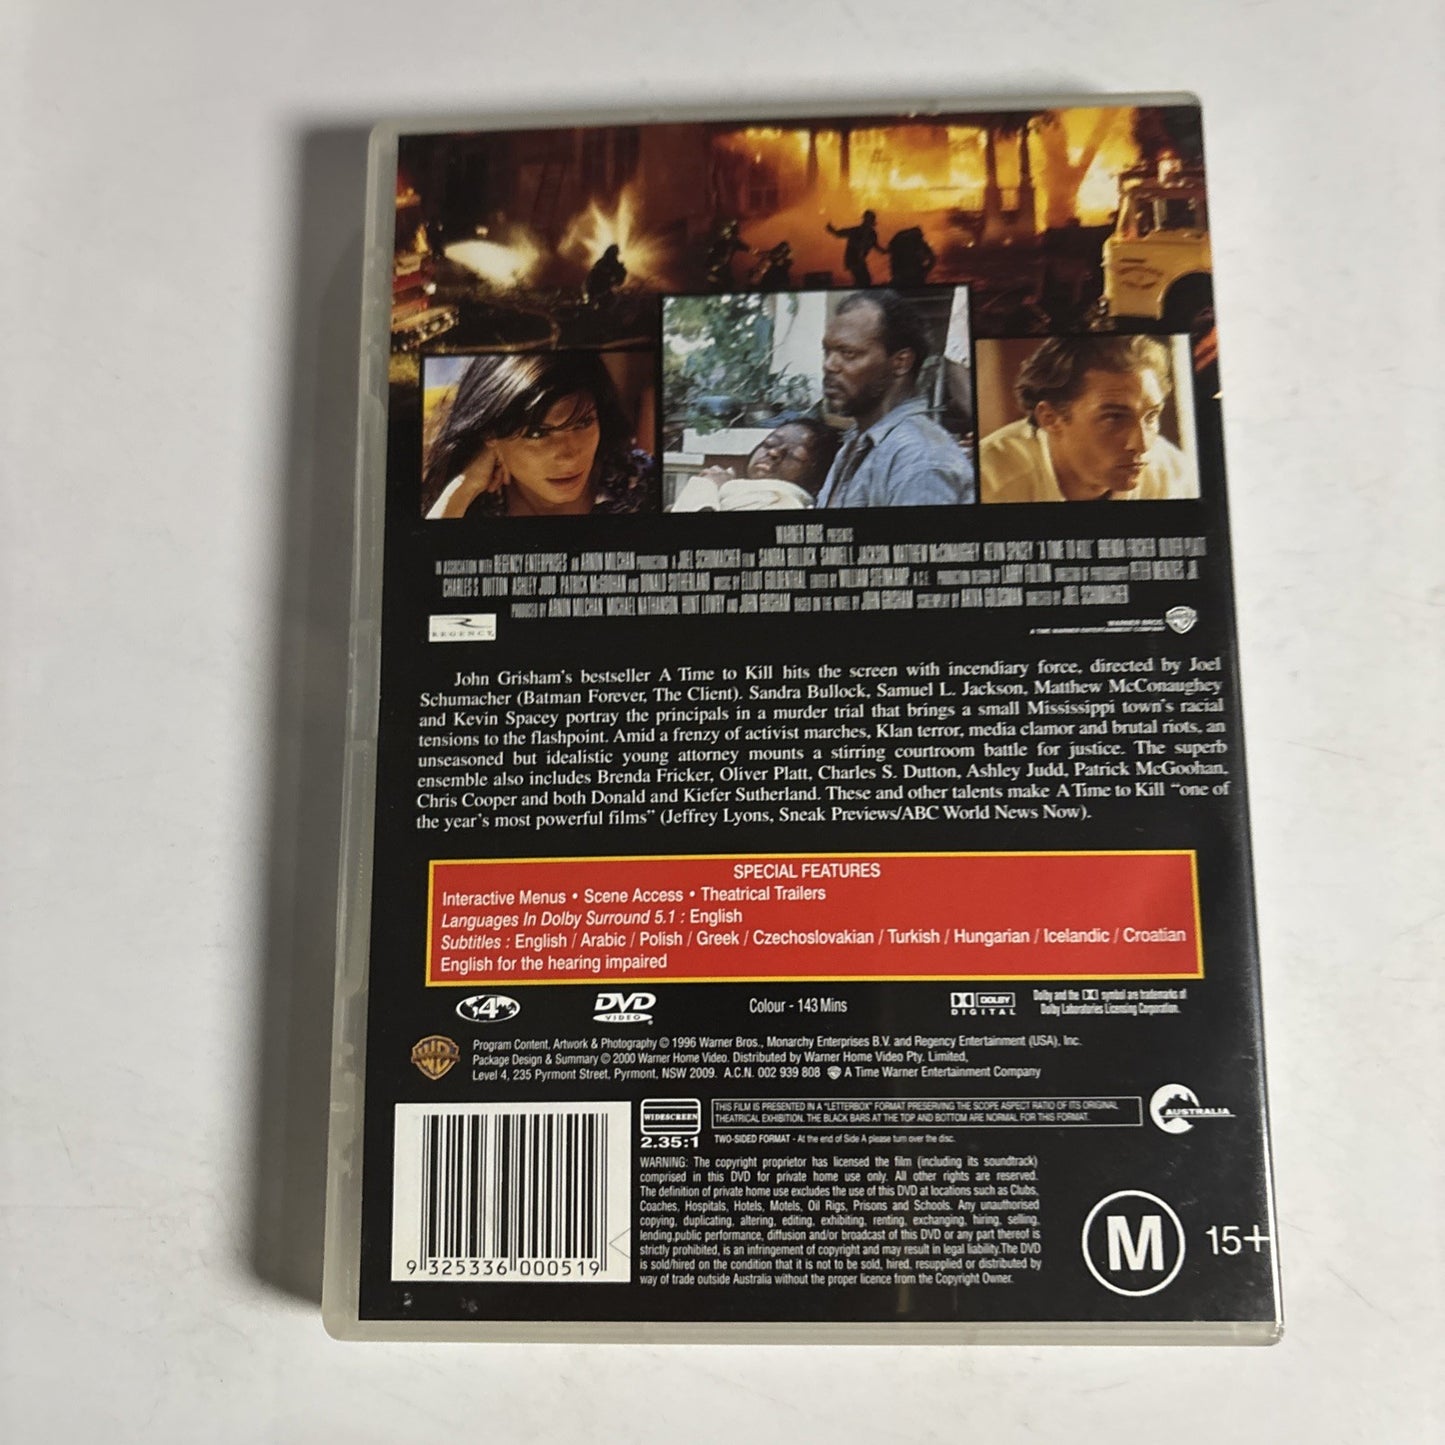 WARNER BROS. PRESENTS
IN ASSOCIATION WITH REGENCY ENTERPRISES AN ARNON MILCHAN PRODUCTION A JOEL SCHUMACHER FILM SANDRA BULLOCK SAMUEL L. JACKSON MATTHEW McCONAUGHEY KEVIN SPACEY "A TIME TO KILL" BRENDA FRICKER OLIVER PLATT
CHARLES S. DUTTON ASHLEY JUDD PATRICK McGOOHAN AND DONALD SUTHERLAND MUSIC BY ELLIOT GOLDENTHAL EDITED BY WILLIAM STEINKAMP, A.C.E. PRODUCTION DESIGN BY LARRY FULTON DIRECTOR OF PHOTOGRAPHY PETER MENZIES JR.
PRODUCED BY ARNON MILCHAN, MICHAEL NATHANSON, HUNT LOWRY AND JOHN GRISHAM BASED ON THE NOVEL BY JOHN GRISHAM SCREENPLAY BY AKIVA GOLDSMAN DIRECTED BY JOEL SCHUMACHER
REGENCY
WARNER BROS.
A TIME WARNER ENTERTAINMENT COMPANY
John Grisham's bestseller A Time to Kill hits the screen with incendiary force, directed by Joel
Schumacher (Batman Forever, The Client). Sandra Bullock, Samuel L. Jackson, Matthew McConaughey
and Kevin Spacey portray the principals in a murder trial that brings a small Mississippi town's racial
tensions to the flashpoint. Amid a frenzy of activist marches, Klan terror, media clamor and brutal riots, an
unseasoned but idealistic young attorney mounts a stirring courtroom battle for justice. The superb
ensemble also includes Brenda Fricker, Oliver Platt, Charles S. Dutton, Ashley Judd, Patrick McGoohan,
Chris Cooper and both Donald and Kiefer Sutherland. These and other talents make A Time to Kill "one of
the year's most powerful films" (Jeffrey Lyons, Sneak Previews/ABC World News Now).
SPECIAL FEATURES
Interactive Menus • Scene Access • Theatrical Trailers
Languages In Dolby Surround 5.1 : English
Subtitles : English / Arabic / Polish / Greek / Czechoslovakian / Turkish / Hungarian / Icelandic / Croatian
English for the hearing impaired
4
DVD
VIDEO
Colour - 143 Mins
DOLBY
DIGITAL
Dolby and the DD symbol are trademarks of
Dolby Laboratories Licensing Corporation.
WB
Program Content, Artwork & Photography © 1996 Warner Bros., Monarchy Enterprises B.V. and Regency Entertainment (USA), Inc.
Package Design & Summary © 2000 Warner Home Video. Distributed by Warner Home Video Pty. Limited,
Level 4, 235 Pyrmont Street, Pyrmont, NSW 2009. A.C.N. 002 939 808 A Time Warner Entertainment Company
WIDESCREEN
2.35:1
THIS FILM IS PRESENTED IN A "LETTERBOX" FORMAT PRESERVING THE SCOPE ASPECT RATIO OF ITS ORIGINAL
THEATRICAL EXHIBITION. THE BLACK BARS AT THE TOP AND BOTTOM ARE NORMAL FOR THIS FORMAT.
TWO-SIDED FORMAT - At the end of Side A please turn over the disc.
AUSTRALIA
WARNING: The copyright proprietor has licensed the film (including its soundtrack)
comprised in this DVD for private home use only. All other rights are reserved.
The definition of private home use excludes the use of this DVD at locations such as Clubs,
Coaches, Hospitals, Hotels, Motels, Oil Rigs, Prisons and Schools. Any unauthorised
copying, duplicating, altering, editing, exhibiting, renting, exchanging, hiring, selling,
lending,public performance, diffusion and/or broadcast of this DVD or any part thereof is
strictly prohibited, is an infringement of copyright and may result in legal liability.The DVD
is sold/hired on the condition that it is not to be sold, hired, resupplied or distributed by
way of trade outside Australia without the proper licence from the Copyright Owner.
M 15+
9 325336 000519